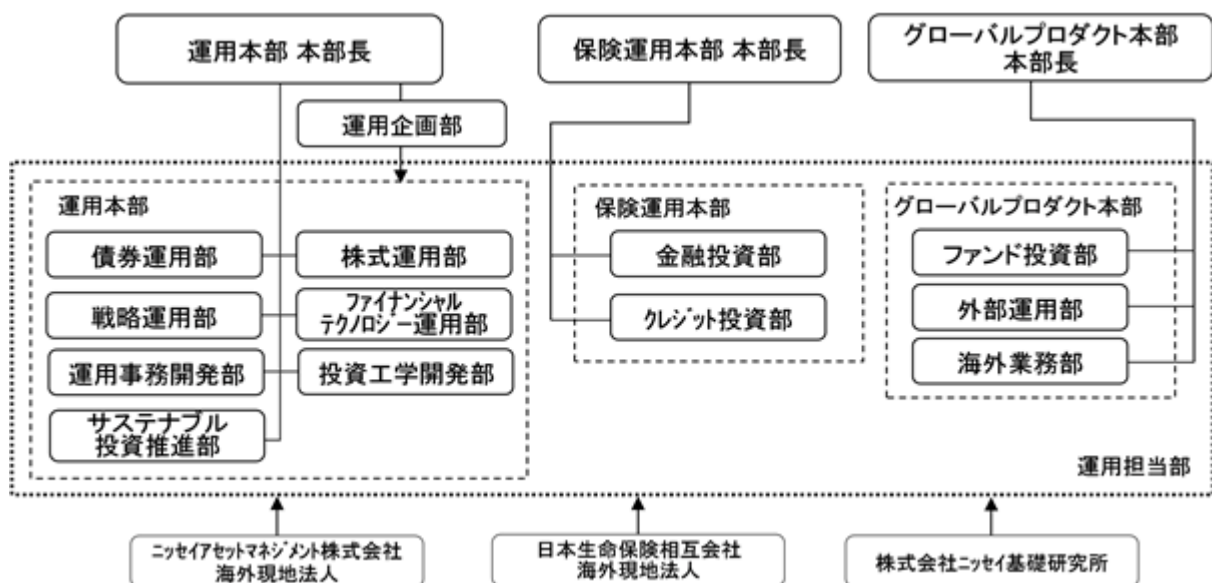 運用本部 本部長
保険運用本部 本部長
グローバルプロダクト本部
本部長
運用企画部
運用本部
債券運用部
株式運用部
戦略運用部
ファイナンシャル
テクノロジー運用部
運用事務開発部
投資工学開発部
サステナブル
投資推進部
保険運用本部
金融投資部
クレジット投資部
グローバルプロダクト本部
ファンド投資部
外部運用部
海外業務部
運用担当部
ニッセイアセットマネジメント株式会社
海外現地法人
日本生命保険相互会社
海外現地法人
株式会社ニッセイ基礎研究所